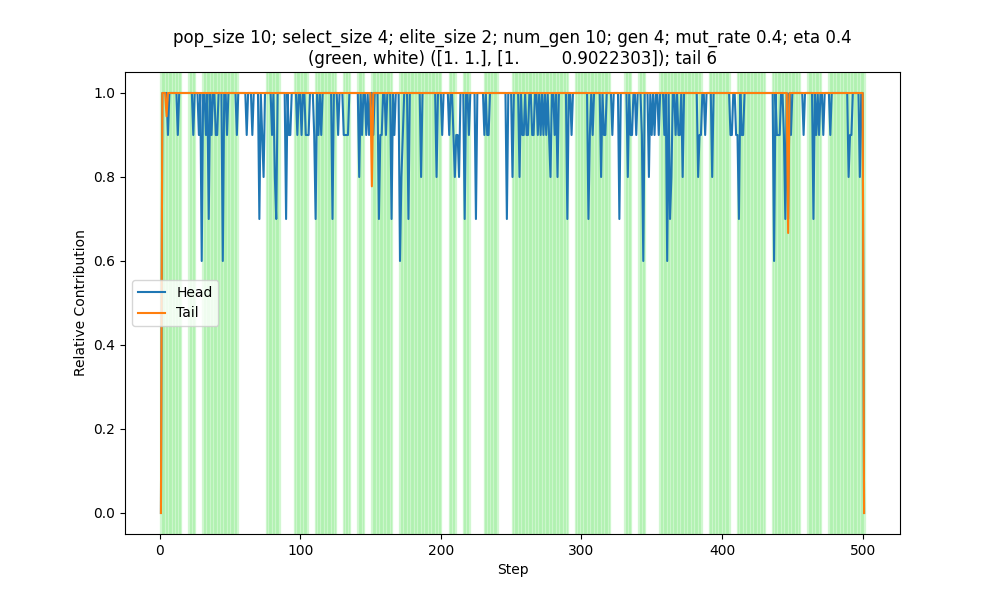 pop_size 10; select_size 4; elite_size 2; num_gen 10; gen 4; mut_rate 0.4; eta 0.4
(green, white) ([1. 1.], [1.        0.9022303]); tail 6
1.0
0.8
0.6
0.4
0.2
0.0
Relative Contribution
Head
Tail
0
100
200
300
400
500
Step